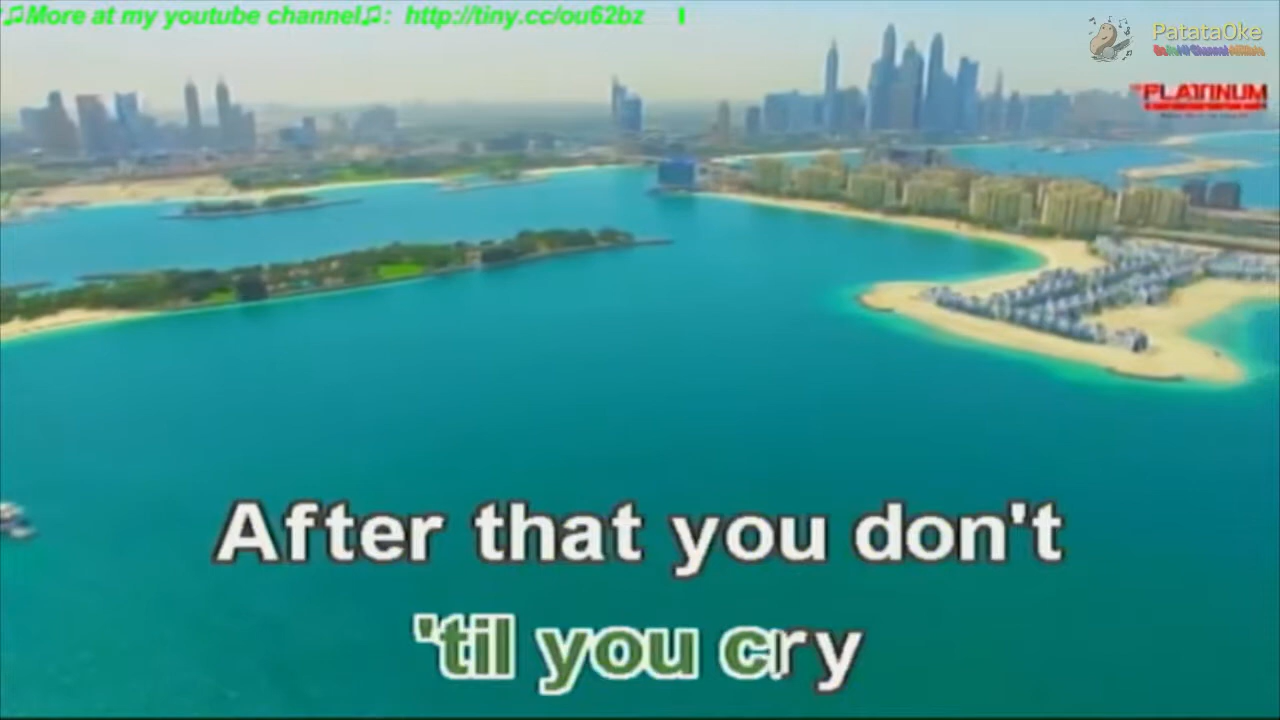 ♫More at my youtube channel♫: http://tiny.cc/ou62bz
PatataOke
PLATINUM
After that you don't
'til you cry